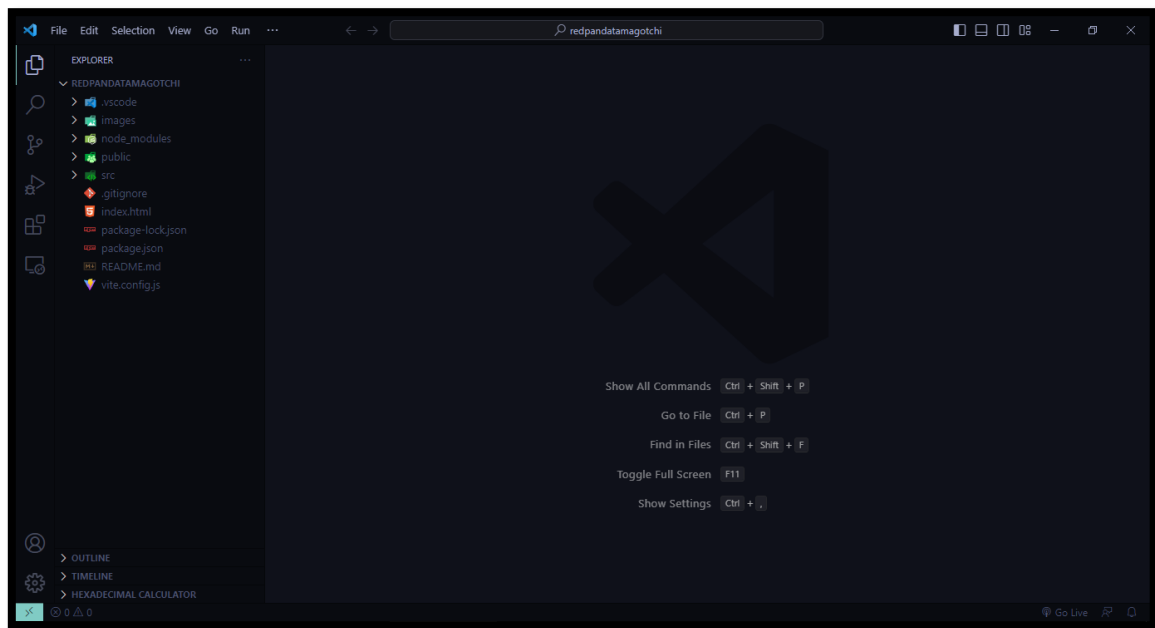 File Edit Selection View Go Run ···
redpandatamagotchi
EXPLORER ···
REDPANDATAMAGOTCHI
.vscode
images
node_modules
public
src
.gitignore
index.html
package-lock.json
package.json
README.md
vite.config.js
Show All Commands Ctrl + Shift + P
Go to File Ctrl + P
Find in Files Ctrl + Shift + F
Toggle Full Screen F11
Show Settings Ctrl + ,
OUTLINE
TIMELINE
HEXADECIMAL CALCULATOR
0 0 Go Live